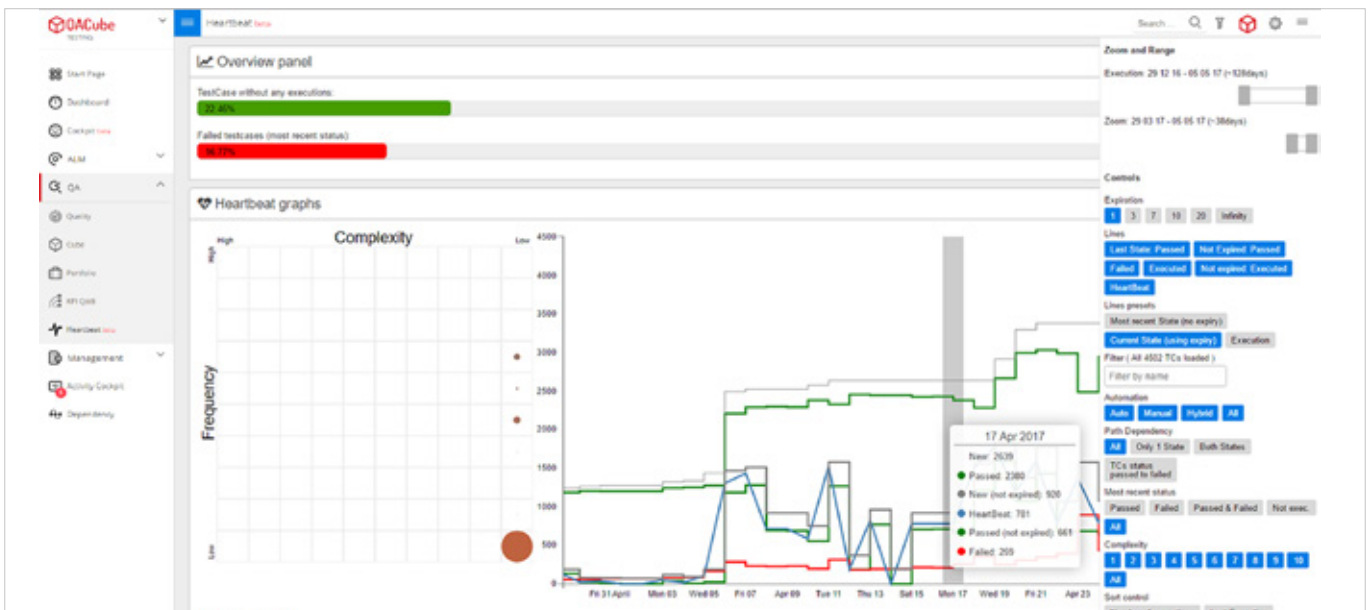 QACube
TESTING
Heartbeat beta
Search...
Start Page
Dashboard
Cockpit beta
ALM
QA
Quality
Cube
Portfolio
KPI QMB
Heartbeat beta
Management
Activity Cockpit
Dependency
Overview panel
TestCase without any executions:
22.46%
Failed testcases (most recent status)
16.77%
Heartbeat graphs
High
Complexity
Low
High
Frequency
Low
4500
4000
3500
3000
2500
2000
1500
1000
500
0
Fri 31 April
Mon 03
Wed 05
Fri 07
Apr 09
Tue 11
Thu 13
Sat 15
Mon 17
Wed 19
Fri 21
Apr 23
17 Apr 2017
New: 2639
Passed: 2380
New (not expired): 920
HeartBeat: 781
Passed (not expired): 661
Failed: 209
Zoom and Range
Execution: 29 12 16 - 05 05 17 (~128days)
Zoom: 29 03 17 - 05 05 17 (~38days)
Controls
Expiration
1 3 7 10 20 Infinity
Lines
Last State: Passed Not Expired: Passed
Failed Executed Not expired: Executed
HeartBeat
Lines presets
Most recent State (no expiry)
Current State (using expiry) Execution
Filter ( All 4502 TCs loaded )
Filter by name
Automation
Auto Manual Hybrid All
Path Dependency
All Only 1 State Both States
TCs status
passed to failed
Most recent status
Passed Failed Passed & Failed Not exec.
All
Complexity
1 2 3 4 5 6 7 8 9 10
All
Sort control